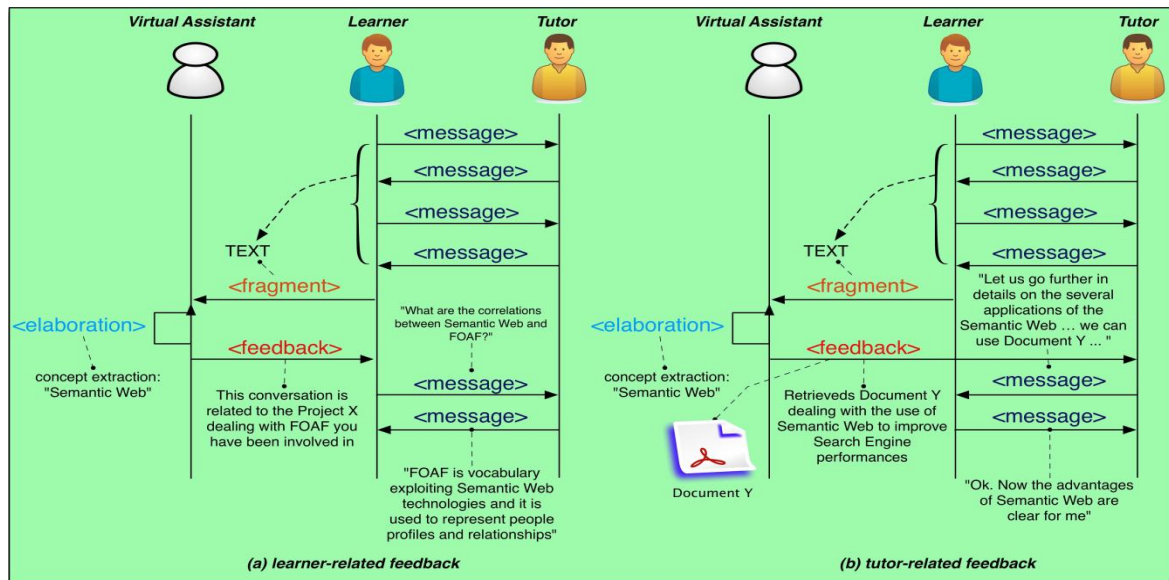 Virtual Assistant
Learner
Tutor
<message>
<message>
<message>
TEXT
<message>
<fragment>
<elaboration>
"What are the correlations
between Semantic Web and
FOAF?"
<feedback>
concept extraction:
"Semantic Web"
This conversation is
related to the Project X
dealing with FOAF you
have been involved in
<message>
<message>
"FOAF is vocabulary
exploiting Semantic Web
technologies and it is
used to represent people
profiles and relationships"
(a) learner-related feedback
Virtual Assistant
Learner
Tutor
<message>
<message>
<message>
TEXT
<message>
<fragment>
"Let us go further in
details on the several
applications of the
Semantic Web ... we can
use Document Y ... "
<elaboration>
<feedback>
concept extraction:
"Semantic Web"
Retrieveds Document Y
dealing with the use of
Semantic Web to improve
Search Engine
performances
<message>
<message>
Document Y
"Ok. Now the advantages
of Semantic Web are
clear for me"
(b) tutor-related feedback